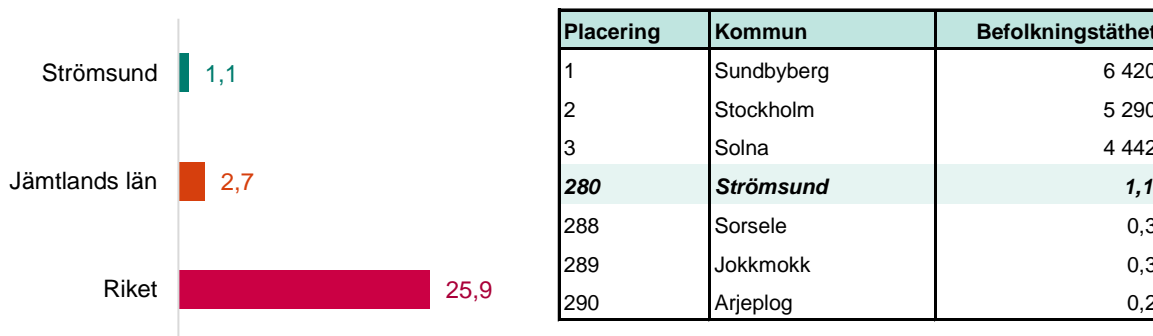 Strömsund 1,1
Jämtlands län 2,7
Riket 25,9
Placering Kommun Befolkningstäthet
1 Sundbyberg 6 420
2 Stockholm 5 290
3 Solna 4 442
280 Strömsund 1,1
288 Sorsele 0,3
289 Jokkmokk 0,3
290 Arjeplog 0,2